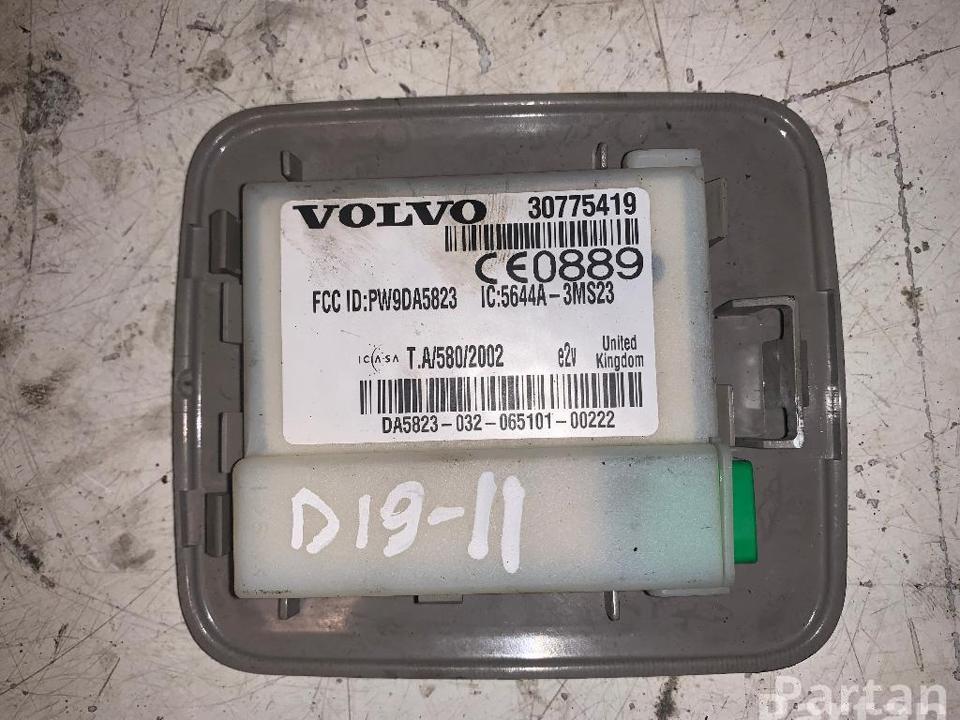 VOLVO 30775419
CE0889
FCC ID:PW9DA5823 IC:5644A-3MS23
ICASA T.A/580/2002 e2v United Kingdom
DA5823-032-065101-00222
D19-11
Partan